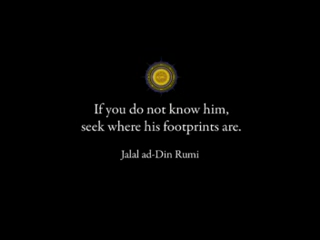 If you do not know him,
seek where his footprints are.
Jalal ad-Din Rumi